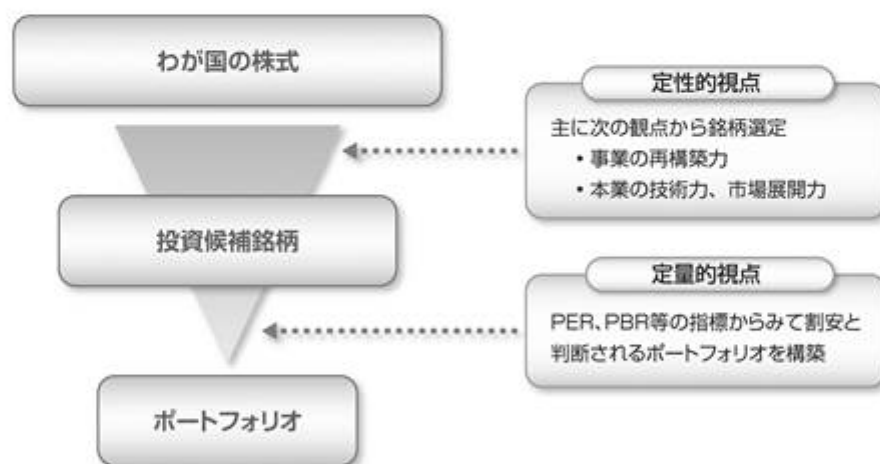 わが国の株式
定性的視点
主に次の観点から銘柄選定
・事業の再構築力
・本業の技術力、市場展開力
投資候補銘柄
定量的視点
PER、PBR等の指標からみて割安と
判断されるポートフォリオを構築
ポートフォリオ